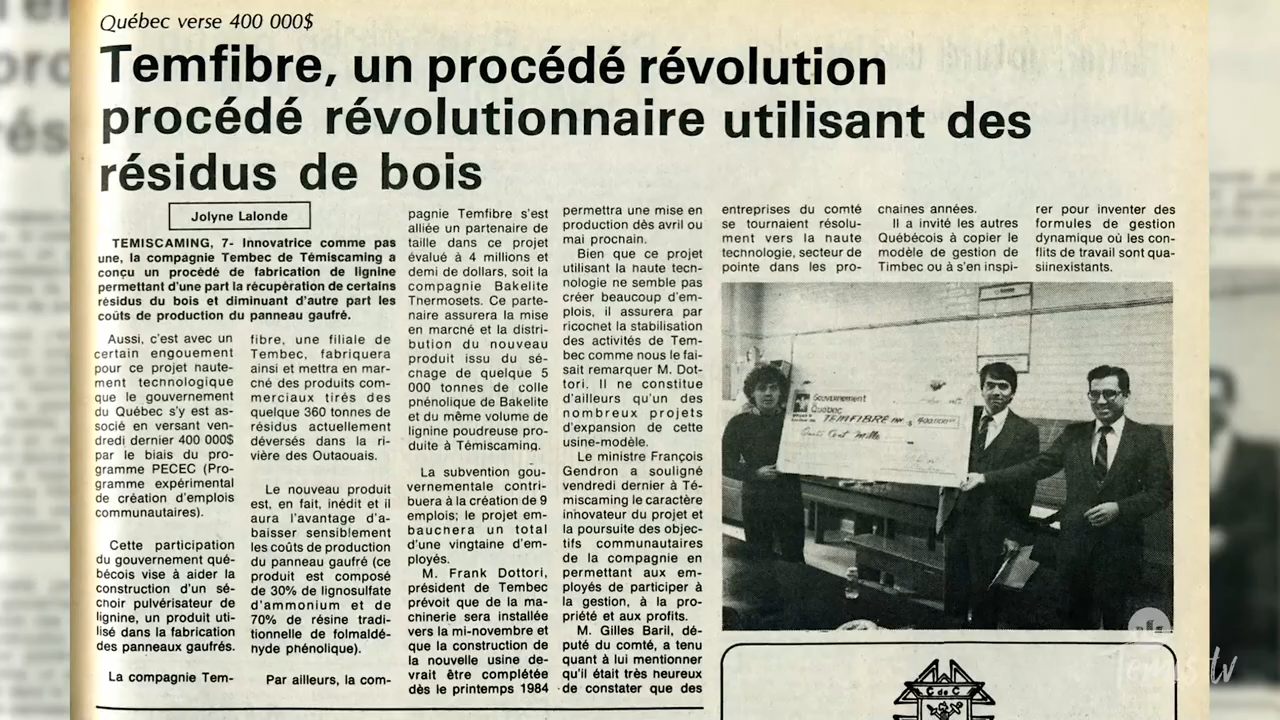 Québec verse 400 000$
Temfibre, un procédé révolution
procédé révolutionnaire utilisant des
résidus de bois
Jolyne Lalonde
TEMISCAMING, 7- Innovatrice comme pas
une, la compagnie Tembec de Témiscaming a
conçu un procédé de fabrication de lignine
permettant d'une part la récupération de certains
résidus du bois et diminuant d'autre part les
coûts de production du panneau gaufré.
Aussi, c'est avec un
certain engouement
pour ce projet haute-
ment technologique
que le gouvernement
du Québec s'y est as-
socié en versant ven-
dredi dernier 400 000$
par le biais du pro-
gramme PECEC (Pro-
gramme expérimental
de création d'emplois
communautaires).
Cette participation
du gouvernement qué-
bécois vise à aider la
construction d'un sé-
choir pulvérisateur de
lignine, un produit uti-
lisé dans la fabrication
des panneaux gaufrés.
La compagnie Tem-
fibre, une filiale de
Tembec, fabriquera
ainsi et mettra en mar-
ché des produits com-
merciaux tirés des
quelque 360 tonnes de
résidus actuellement
déversés dans la ri-
vière des Outaouais.
Le nouveau produit
est, en fait, inédit et il
aura l'avantage d'a-
baisser sensiblement
les coûts de production
du panneau gaufré (ce
produit est composé
de 30% de lignosulfate
d'ammonium et de
70% de résine tradi-
tionnelle de folmaldé-
hyde phénolique).
Par ailleurs, la com-
pagnie Temfibre s'est
alliée un partenaire de
taille dans ce projet
évalué à 4 millions et
demi de dollars, soit la
compagnie Bakelite
Thermosets. Ce parte-
naire assurera la mise
en marché et la distri-
bution du nouveau
produit issu du sé-
chage de quelque 5
000 tonnes de colle
phénolique de Bakelite
et du même volume de
lignine poudreuse pro-
duite à Témiscaming.
La subvention gou-
vernementale contri-
buera à la création de 9
emplois; le projet em-
bauchera un total
d'une vingtaine d'em-
ployés.
M. Frank Dottori,
président de Tembec
prévoit que de la ma-
chinerie sera installée
vers la mi-novembre et
que la construction de
la nouvelle usine de-
vrait être complétée
dès le printemps 1984
permettra une mise en
production dès avril ou
mai prochain.
Bien que ce projet
utilisant la haute tech-
nologie ne semble pas
créer beaucoup d'em-
plois, il assurera par
ricochet la stabilisation
des activités de Tem-
bec comme nous le fai-
sait remarquer M. Dot-
tori. Il ne constitue
d'ailleurs qu'un des
nombreux projets
d'expansion de cette
usine-modèle.
Le ministre François
Gendron a souligné
vendredi dernier à Té-
miscaming le caractère
innovateur du projet et
la poursuite des objec-
tifs communautaires
de la compagnie en
permettant aux em-
ployés de participer à
la gestion, à la pro-
priété et aux profits.
M. Gilles Baril, dé-
puté du comté, a tenu
quant à lui mentionner
qu'il était très heureux
de constater que des
entreprises du comté
se tournaient résolu-
ment vers la haute
technologie, secteur de
pointe dans les pro-
chaines années.
Il a invité les autres
Québécois à copier le
modèle de gestion de
Timbec ou à s'en inspi-
rer pour inventer des
formules de gestion
dynamique où les con-
flits de travail sont qua-
siinexistants.
Gouvernement
Québec
TEMFIBRE INC. $ 400,000
Quatre Cent Mille
C de C
Témis tv